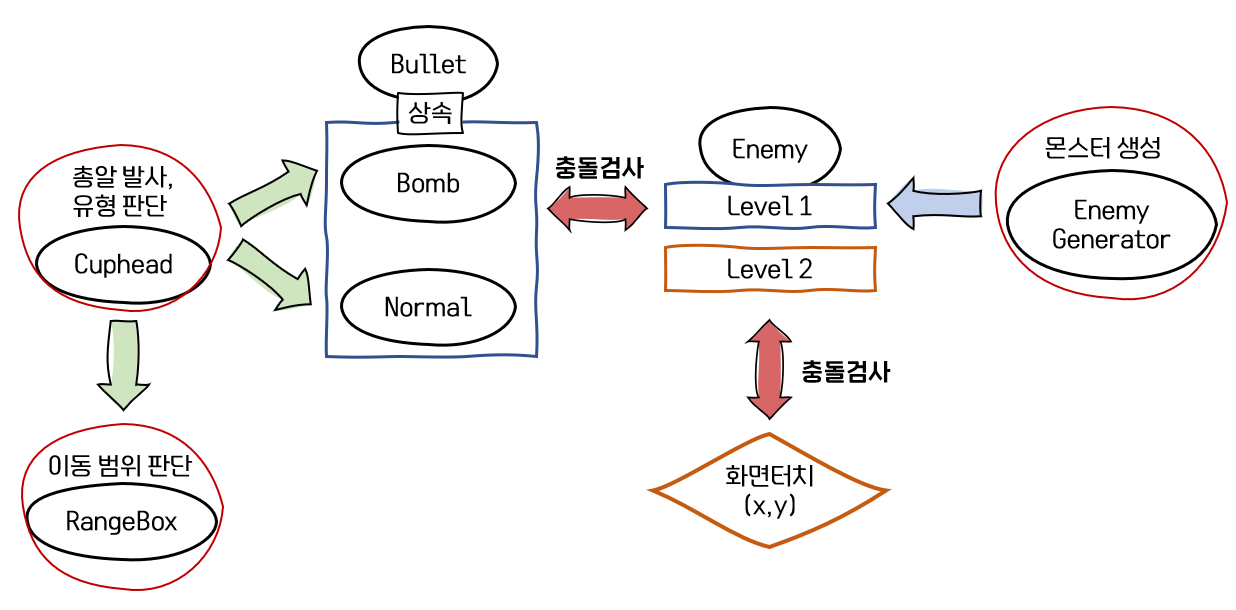 Bullet
상속
Bomb
Normal
총알 발사,
유형 판단
Cuphead
이동 범위 판단
RangeBox
충돌검사
Enemy
Level 1
Level 2
충돌검사
화면터치
(x,y)
몬스터 생성
Enemy
Generator